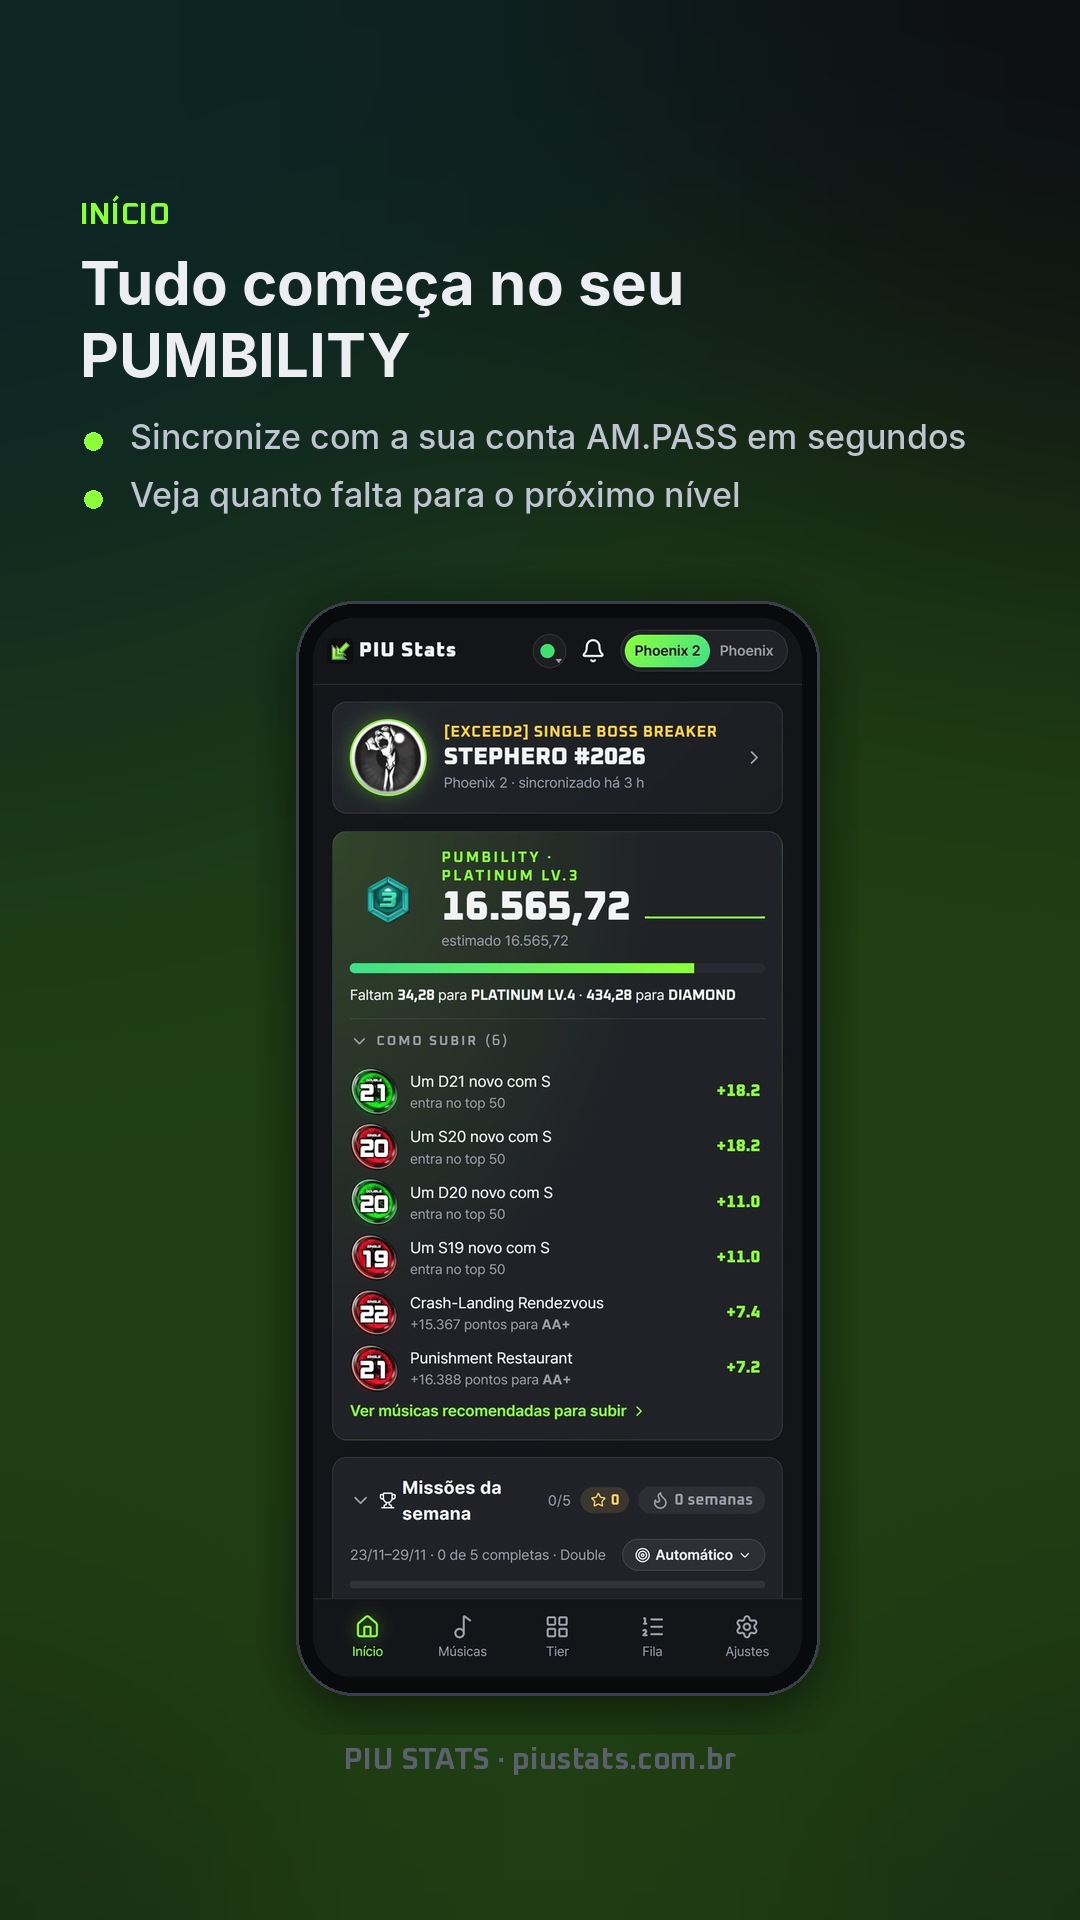 INÍCIO
Tudo começa no seu
PUMBILITY
Sincronize com a sua conta AM.PASS em segundos
Veja quanto falta para o próximo nível
PIU Stats
Phoenix 2
Phoenix
[EXCEED2] SINGLE BOSS BREAKER
STEPHERO #2026
Phoenix 2 · sincronizado há 3 h
PUMBILITY ·
PLATINUM LV.3
3
16.565,72
estimado 16.565,72
Faltam 34,28 para PLATINUM LV.4 · 434,28 para DIAMOND
COMO SUBIR (6)
DOUBLE
21
Um D21 novo com S
+18.2
entra no top 50
SINGLE
20
Um S20 novo com S
+18.2
entra no top 50
DOUBLE
20
Um D20 novo com S
+11.0
entra no top 50
SINGLE
19
Um S19 novo com S
+11.0
entra no top 50
SINGLE
22
Crash-Landing Rendezvous
+7.4
+15.367 pontos para AA+
SINGLE
21
Punishment Restaurant
+7.2
+16.388 pontos para AA+
Ver músicas recomendadas para subir
Missões da
semana
0/5
0
0 semanas
23/11–29/11 · 0 de 5 completas · Double
Automático
Início
Músicas
Tier
Fila
Ajustes
PIU STATS · piustats.com.br